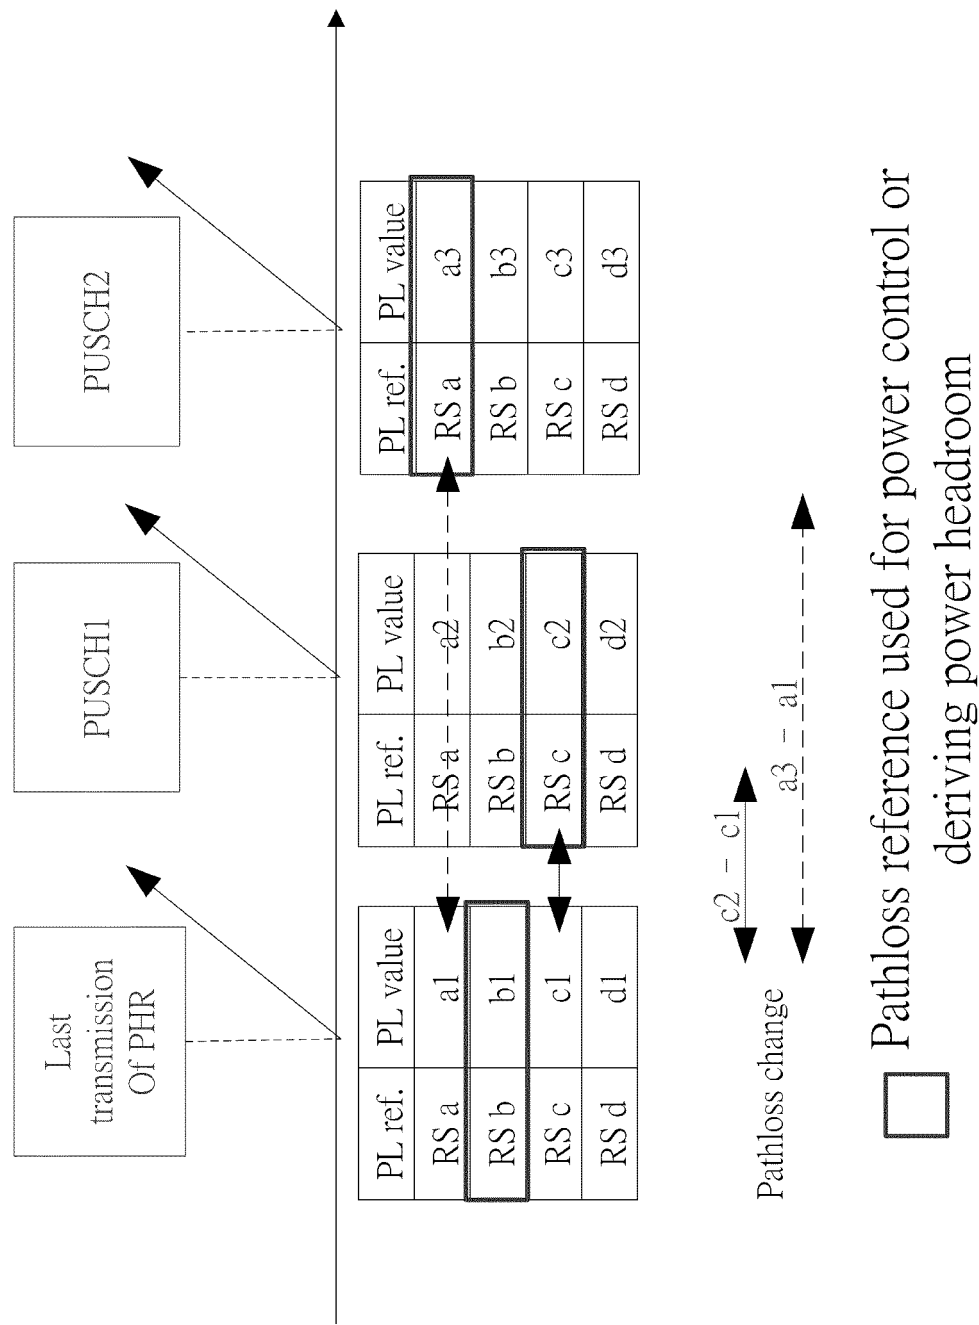 Last
transmission
Of PHR
PUSCH1
PUSCH2
PL ref. PL value
RS a a1
RS b b1
RS c c1
RS d d1
PL ref. PL value
RS a a2
RS b b2
RS c c2
RS d d2
PL ref. PL value
RS a a3
RS b b3
RS c c3
RS d d3
Pathloss change
c2 – c1
a3 – a1
Pathloss reference used for power control or
deriving power headroom